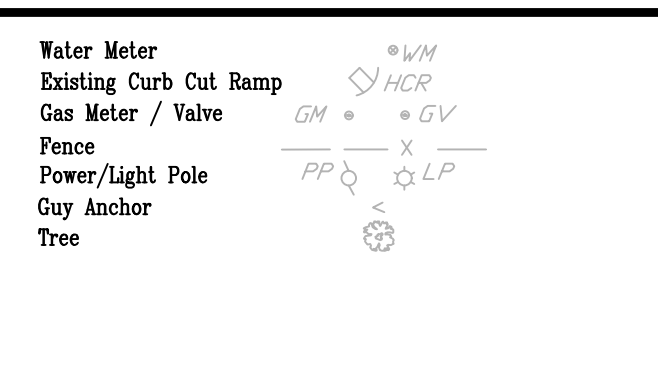 Water Meter WM
Existing Curb Cut Ramp HCR
Gas Meter / Valve GM GV
Fence X
Power/Light Pole PP LP
Guy Anchor <
Tree